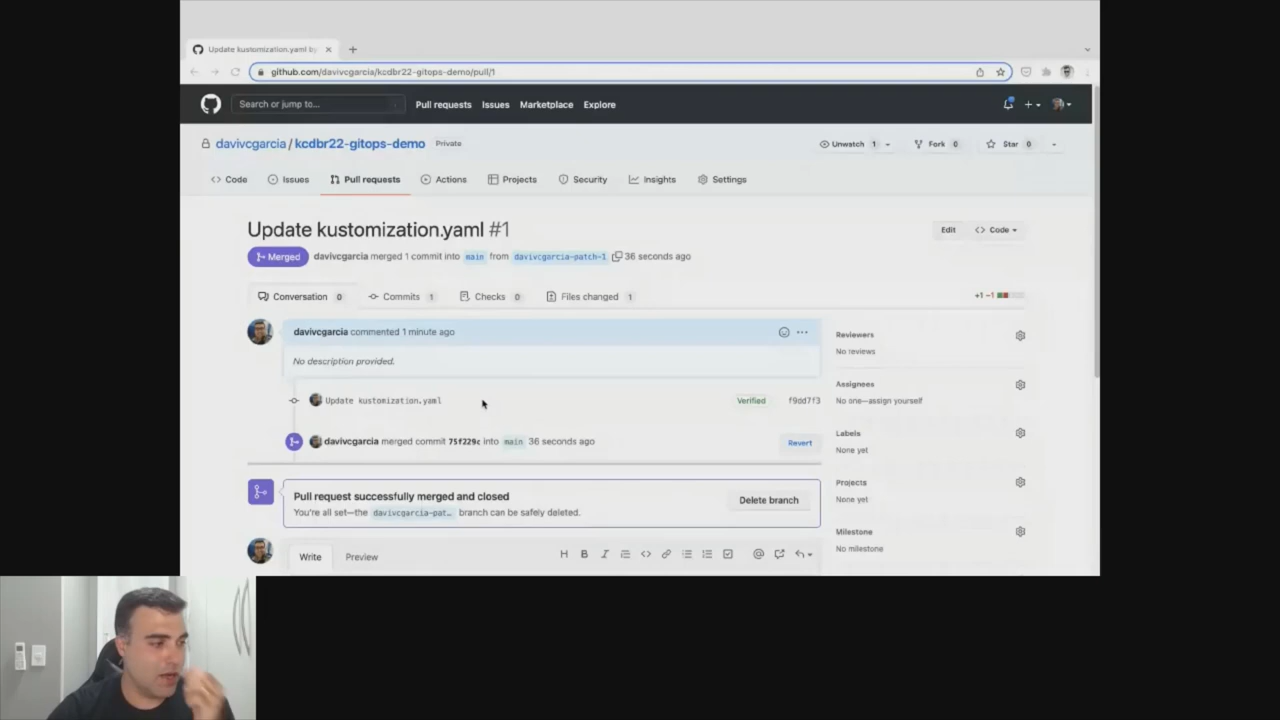 Update kustomization.yaml by
github.com/davivcgarcia/kcdbr22-gitops-demo/pull/1
Search or jump to... Pull requests Issues Marketplace Explore
davivcgarcia / kcdbr22-gitops-demo Private Unwatch 1 Fork 0 Star 0
Code Issues Pull requests Actions Projects Security Insights Settings
Update kustomization.yaml #1 Edit Code
Merged davivcgarcia merged 1 commit into main from davivcgarcia-patch-1 36 seconds ago
Conversation 0 Commits 1 Checks 0 Files changed 1 +1 −1
davivcgarcia commented 1 minute ago
No description provided.
Update kustomization.yaml Verified f9dd7f3
davivcgarcia merged commit 75f229c into main 36 seconds ago Revert
Pull request successfully merged and closed
You're all set—the davivcgarcia-pat… branch can be safely deleted. Delete branch
Write Preview
Reviewers
No reviews
Assignees
No one—assign yourself
Labels
None yet
Projects
None yet
Milestone
No milestone